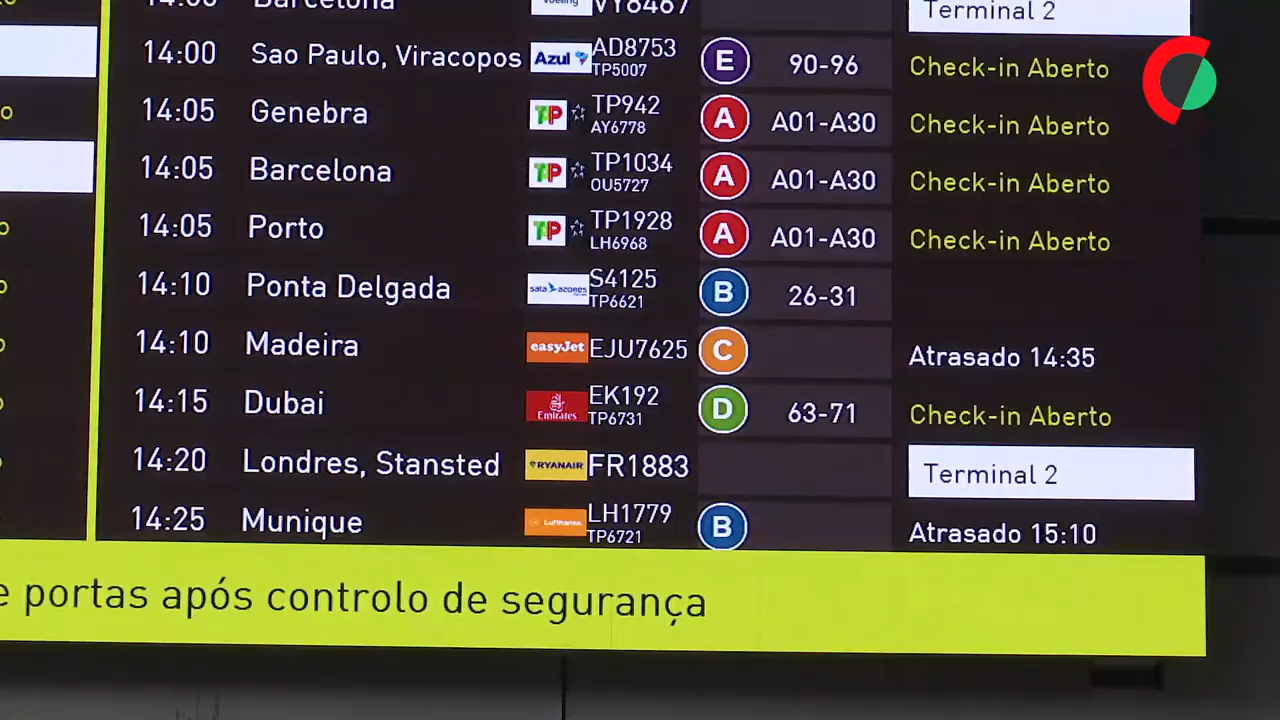 14:00 Barcelona vueling VY8467 Terminal 2
14:00 Sao Paulo, Viracopos Azul AD8753 TP5007 E 90-96 Check-in Aberto
14:05 Genebra TP TP942 AY6778 A A01-A30 Check-in Aberto
14:05 Barcelona TP TP1034 OU5727 A A01-A30 Check-in Aberto
14:05 Porto TP TP1928 LH6968 A A01-A30 Check-in Aberto
14:10 Ponta Delgada sata azores S4125 TP6621 B 26-31
14:10 Madeira easyJet EJU7625 C Atrasado 14:35
14:15 Dubai Emirates EK192 TP6731 D 63-71 Check-in Aberto
14:20 Londres, Stansted RYANAIR FR1883 Terminal 2
14:25 Munique Lufthansa LH1779 TP6721 B Atrasado 15:10
e portas após controlo de segurança